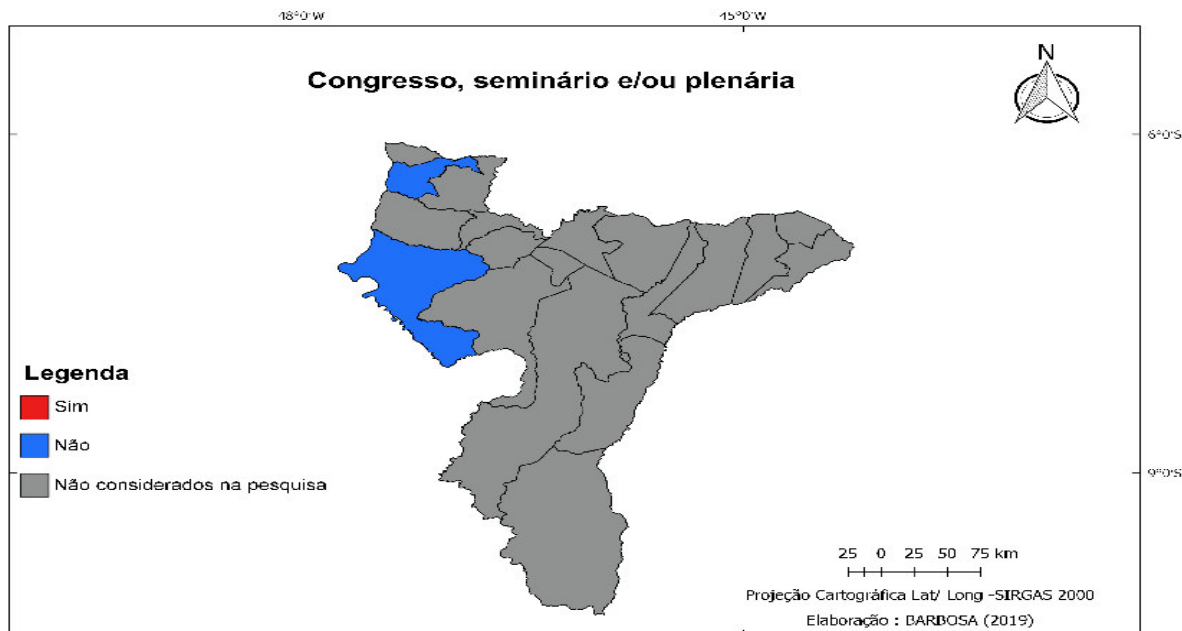 48°0'W
45°0'W
Congresso, seminário e/ou plenária
N
6°0'S
Legenda
Sim
Não
Não considerados na pesquisa
9°0'S
25 0 25 50 75 km
Projeção Cartográfica Lat/ Long -SIRGAS 2000
Elaboração : BARBOSA (2019)